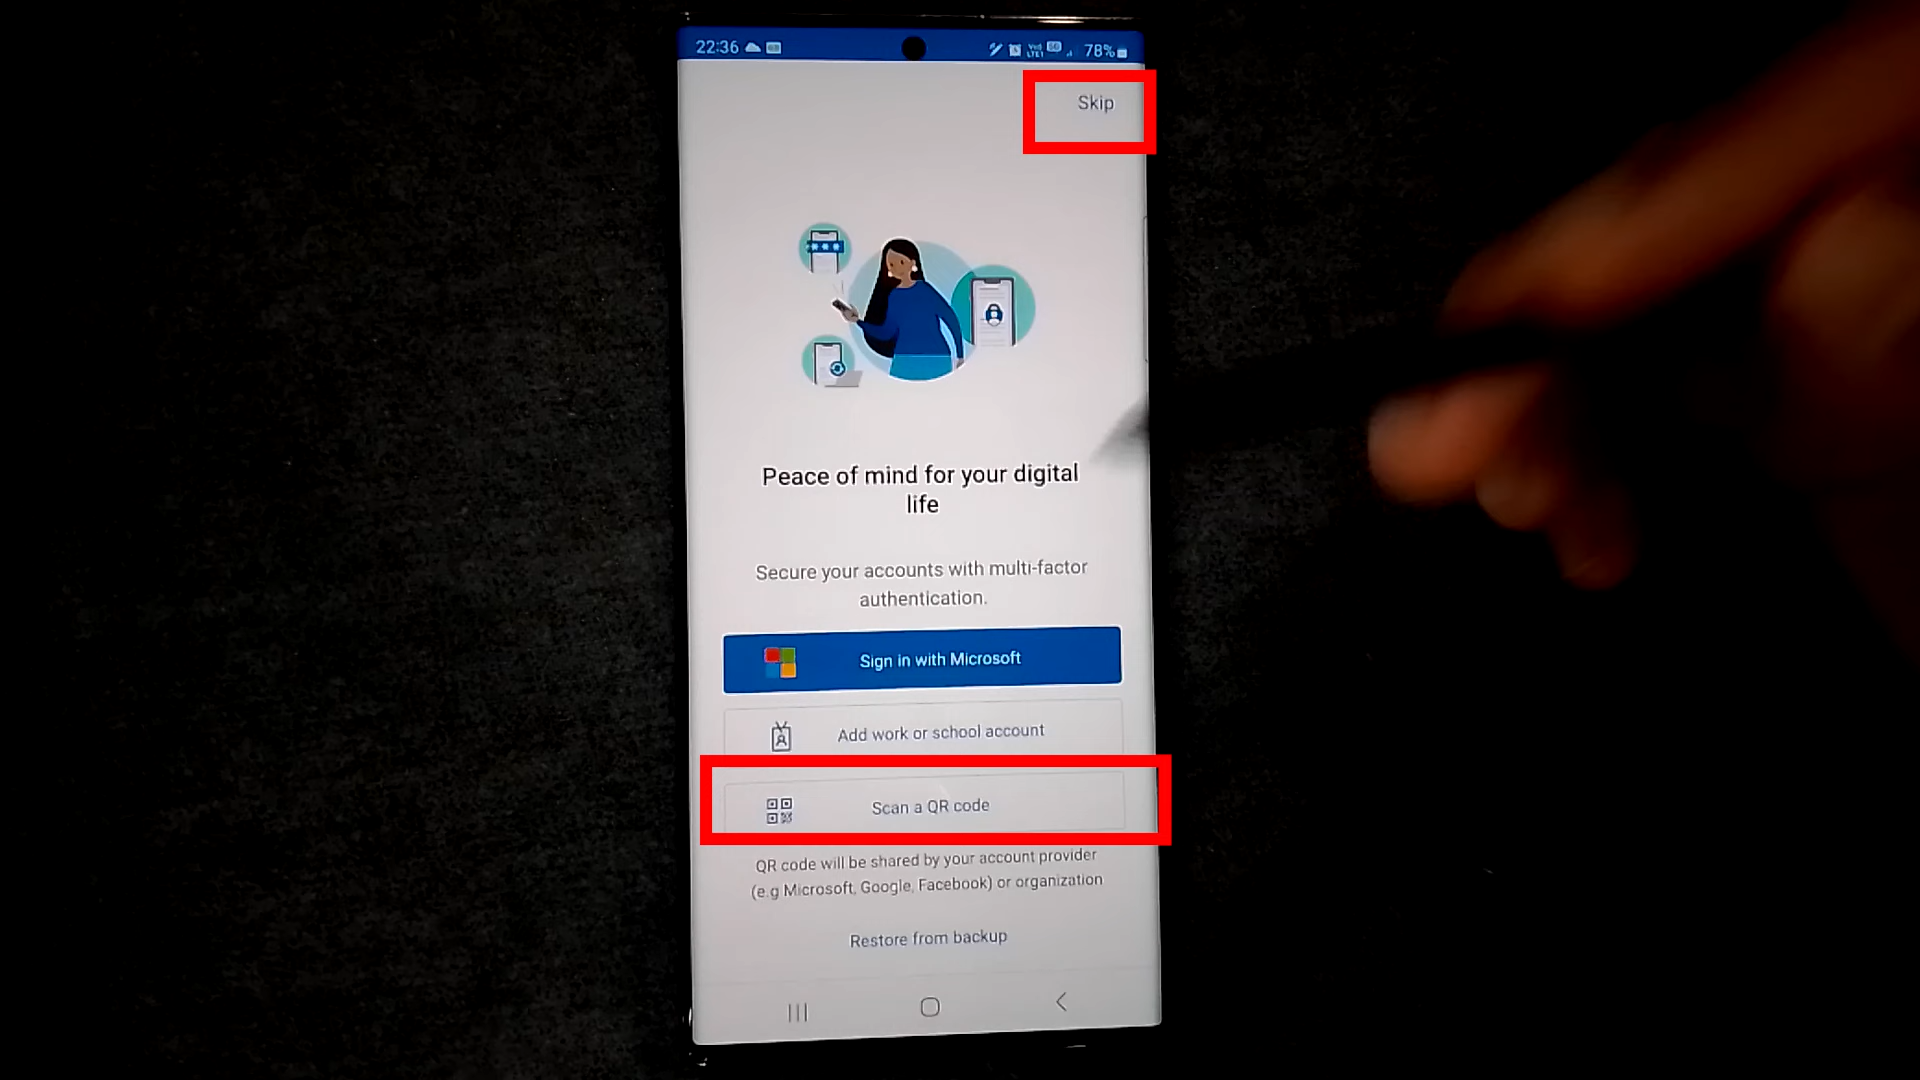 22:36
78%
Skip
Peace of mind for your digital
life
Secure your accounts with multi-factor
authentication.
Sign in with Microsoft
Add work or school account
Scan a QR code
QR code will be shared by your account provider
(e.g Microsoft, Google, Facebook) or organization
Restore from backup